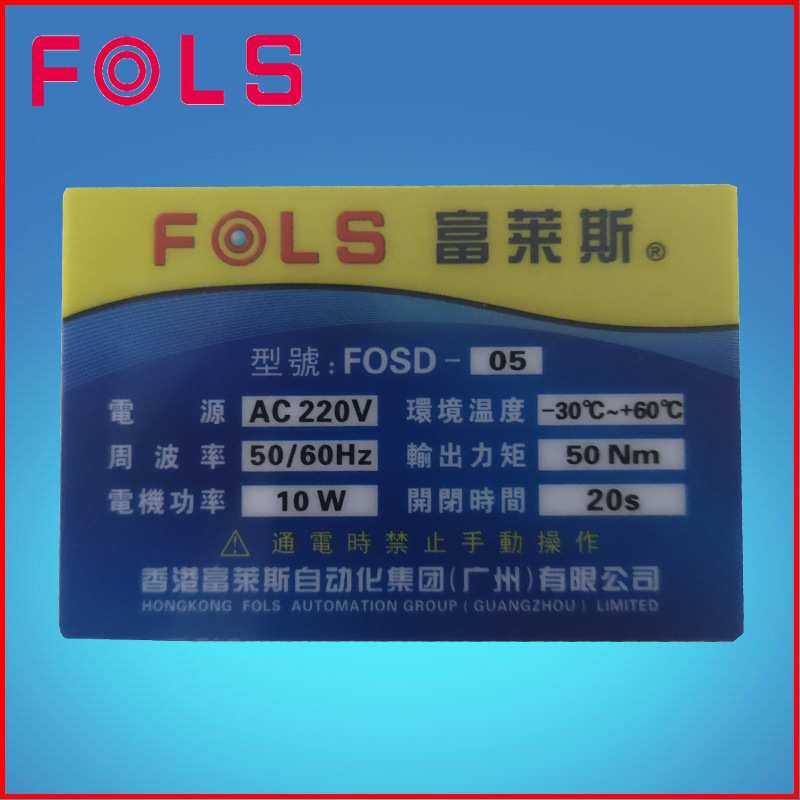 FOLS
FOLS 富莱斯®
型號:FOSD-05
電源 AC 220V 環境温度 -30℃~+60℃
周波率 50/60Hz 輸出力矩 50 Nm
電機功率 10 W 開閉時間 20s
⚠ 通電時禁止手動操作
香港富莱斯自动化集团(广州)有限公司
HONGKONG FOLS AUTOMATION GROUP (GUANGZHOU) LIMITED